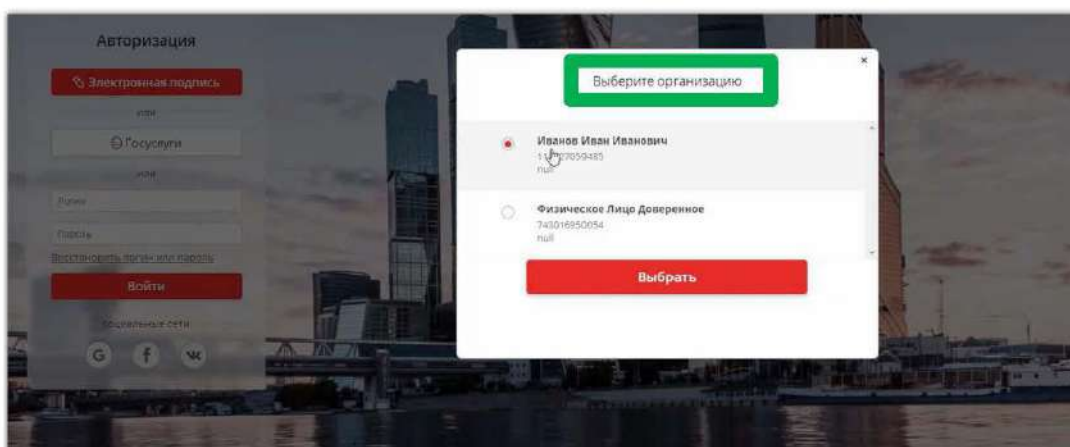 Авторизация
Электронная подпись
или
Госуслуги
или
Логин
Пароль
Восстановить логин или пароль
Войти
Социальные сети
G f
Выберите организацию
×
Иванов Иван Иванович
null
Физическое Лицо Доверенное
743016950054
null
Выбрать